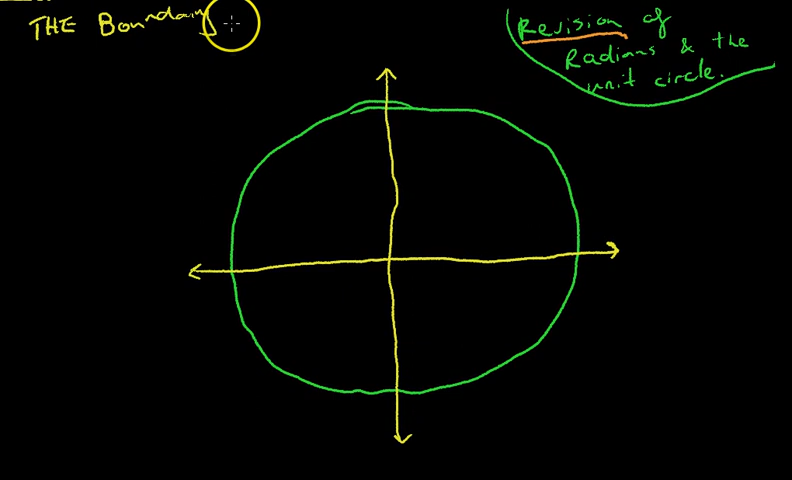 THE Boundary
Revision of
Radians & the
unit circle.